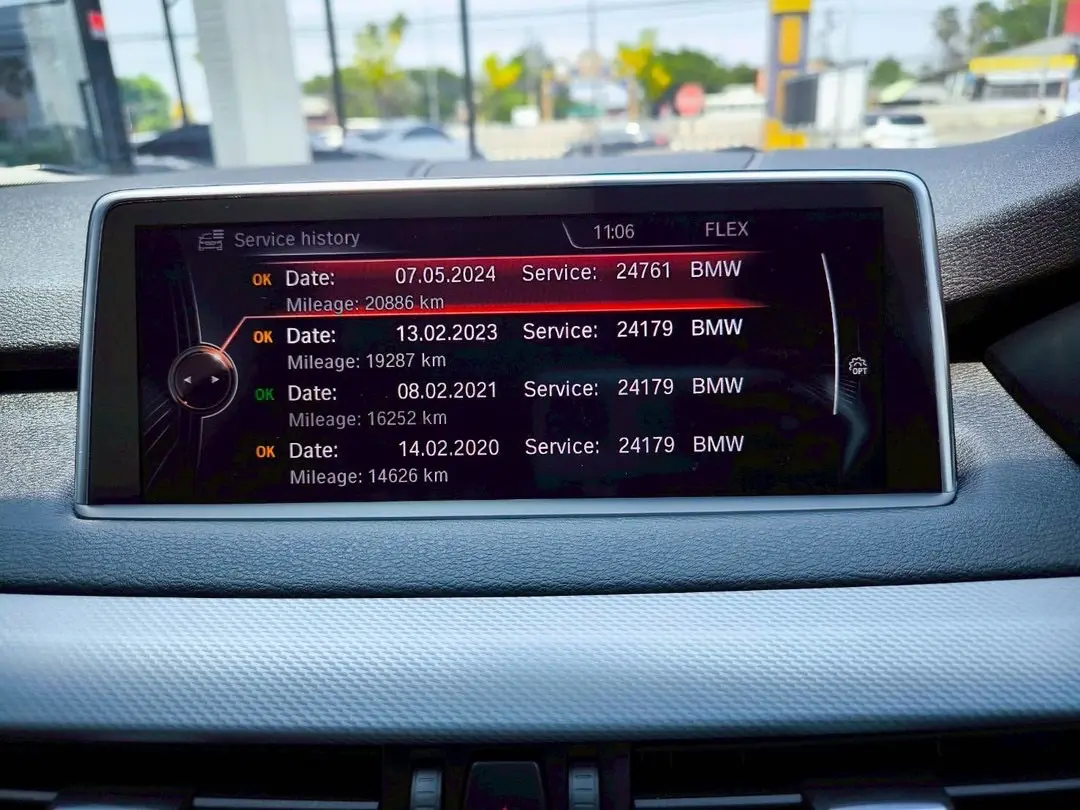 Service history 11:06 FLEX
OK Date: 07.05.2024 Service: 24761 BMW
Mileage: 20886 km
OK Date: 13.02.2023 Service: 24179 BMW
Mileage: 19287 km
OK Date: 08.02.2021 Service: 24179 BMW
Mileage: 16252 km
OPT
OK Date: 14.02.2020 Service: 24179 BMW
Mileage: 14626 km